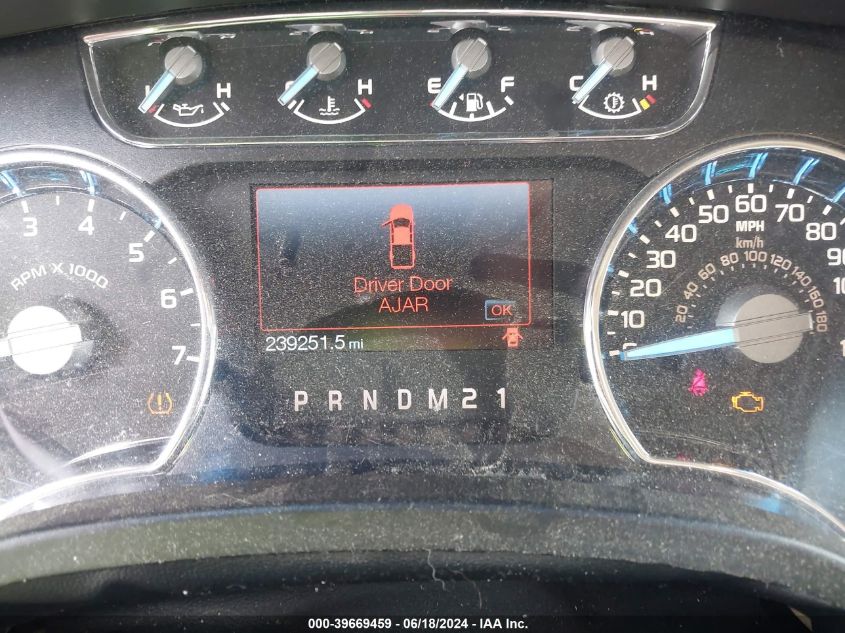 L H
C H
E F
C H
3 4 5 6 7
RPM X 1000
Driver Door
AJAR
OK
239251.5 mi
P R N D M 2 1
10 20 30 40 50 60 70 80 90
MPH
km/h
20 40 60 80 100 120 140 160 180
000-39669459 - 06/18/2024 - IAA Inc.